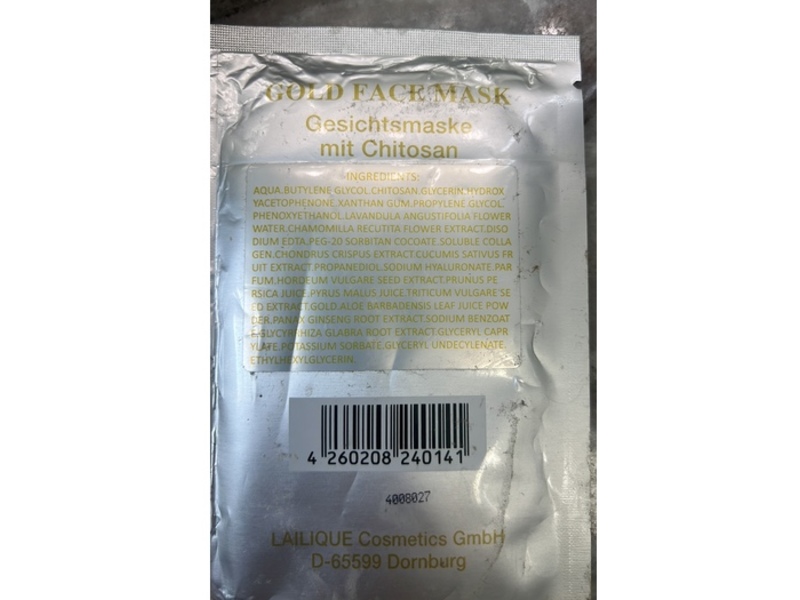 GOLD FACE MASK
Gesichtsmaske
mit Chitosan
INGREDIENTS:
AQUA.BUTYLENE GLYCOL.CHITOSAN.GLYCERIN.HYDROX
YACETOPHENONE.XANTHAN GUM.PROPYLENE GLYCOL.
PHENOXYETHANOL.LAVANDULA ANGUSTIFOLIA FLOWER
WATER.CHAMOMILLA RECUTITA FLOWER EXTRACT.DISO
DIUM EDTA.PEG-20 SORBITAN COCOATE.SOLUBLE COLLA
GEN.CHONDRUS CRISPUS EXTRACT.CUCUMIS SATIVUS FR
UIT EXTRACT.PROPANEDIOL.SODIUM HYALURONATE.PAR
FUM.HORDEUM VULGARE SEED EXTRACT.PRUNUS PE
RSICA JUICE.PYRUS MALUS JUICE.TRITICUM VULGARE SE
ED EXTRACT.GOLD.ALOE BARBADENSIS LEAF JUICE POW
DER.PANAX GINSENG ROOT EXTRACT.SODIUM BENZOAT
E.GLYCYRRHIZA GLABRA ROOT EXTRACT.GLYCERYL CAPR
YLATE.POTASSIUM SORBATE.GLYCERYL UNDECYLENATE.
ETHYLHEXYLGLYCERIN.
4 260208 240141
4008027
LAILIQUE Cosmetics GmbH
D-65599 Dornburg